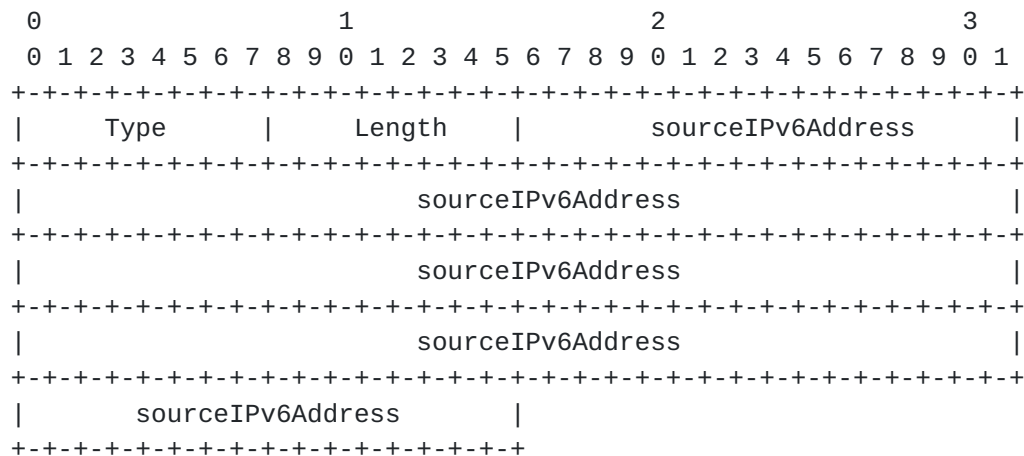 0                   1                   2                   3
 0 1 2 3 4 5 6 7 8 9 0 1 2 3 4 5 6 7 8 9 0 1 2 3 4 5 6 7 8 9 0 1
+-+-+-+-+-+-+-+-+-+-+-+-+-+-+-+-+-+-+-+-+-+-+-+-+-+-+-+-+-+-+-+-+
|     Type      |     Length    |        sourceIPv6Address      |
+-+-+-+-+-+-+-+-+-+-+-+-+-+-+-+-+-+-+-+-+-+-+-+-+-+-+-+-+-+-+-+-+
|                         sourceIPv6Address                     |
+-+-+-+-+-+-+-+-+-+-+-+-+-+-+-+-+-+-+-+-+-+-+-+-+-+-+-+-+-+-+-+-+
|                         sourceIPv6Address                     |
+-+-+-+-+-+-+-+-+-+-+-+-+-+-+-+-+-+-+-+-+-+-+-+-+-+-+-+-+-+-+-+-+
|                         sourceIPv6Address                     |
+-+-+-+-+-+-+-+-+-+-+-+-+-+-+-+-+-+-+-+-+-+-+-+-+-+-+-+-+-+-+-+-+
|       sourceIPv6Address       |
+-+-+-+-+-+-+-+-+-+-+-+-+-+-+-+-+